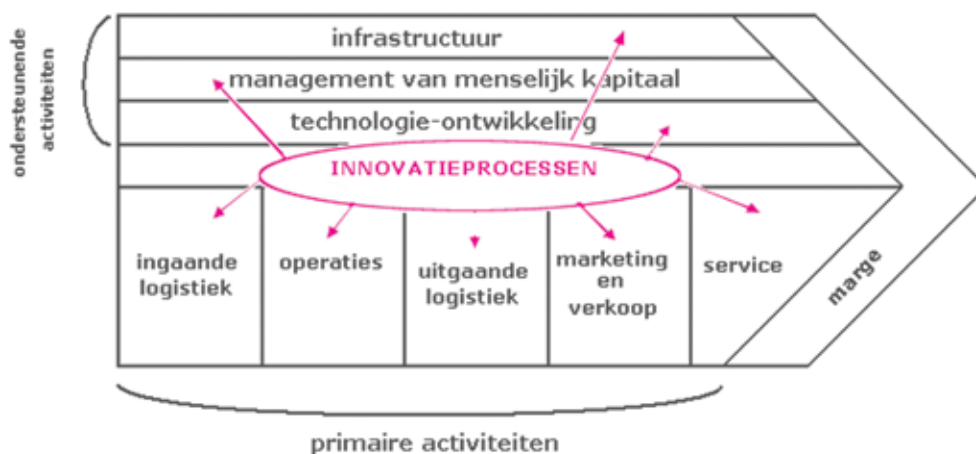 ondersteunende
activiteiten
infrastructuur
management van menselijk kapitaal
technologie-ontwikkeling
INNOVATIEPROCESSEN
ingaande
logistiek
operaties
uitgaande
logistiek
marketing
en
verkoop
service
marge
primaire activiteiten